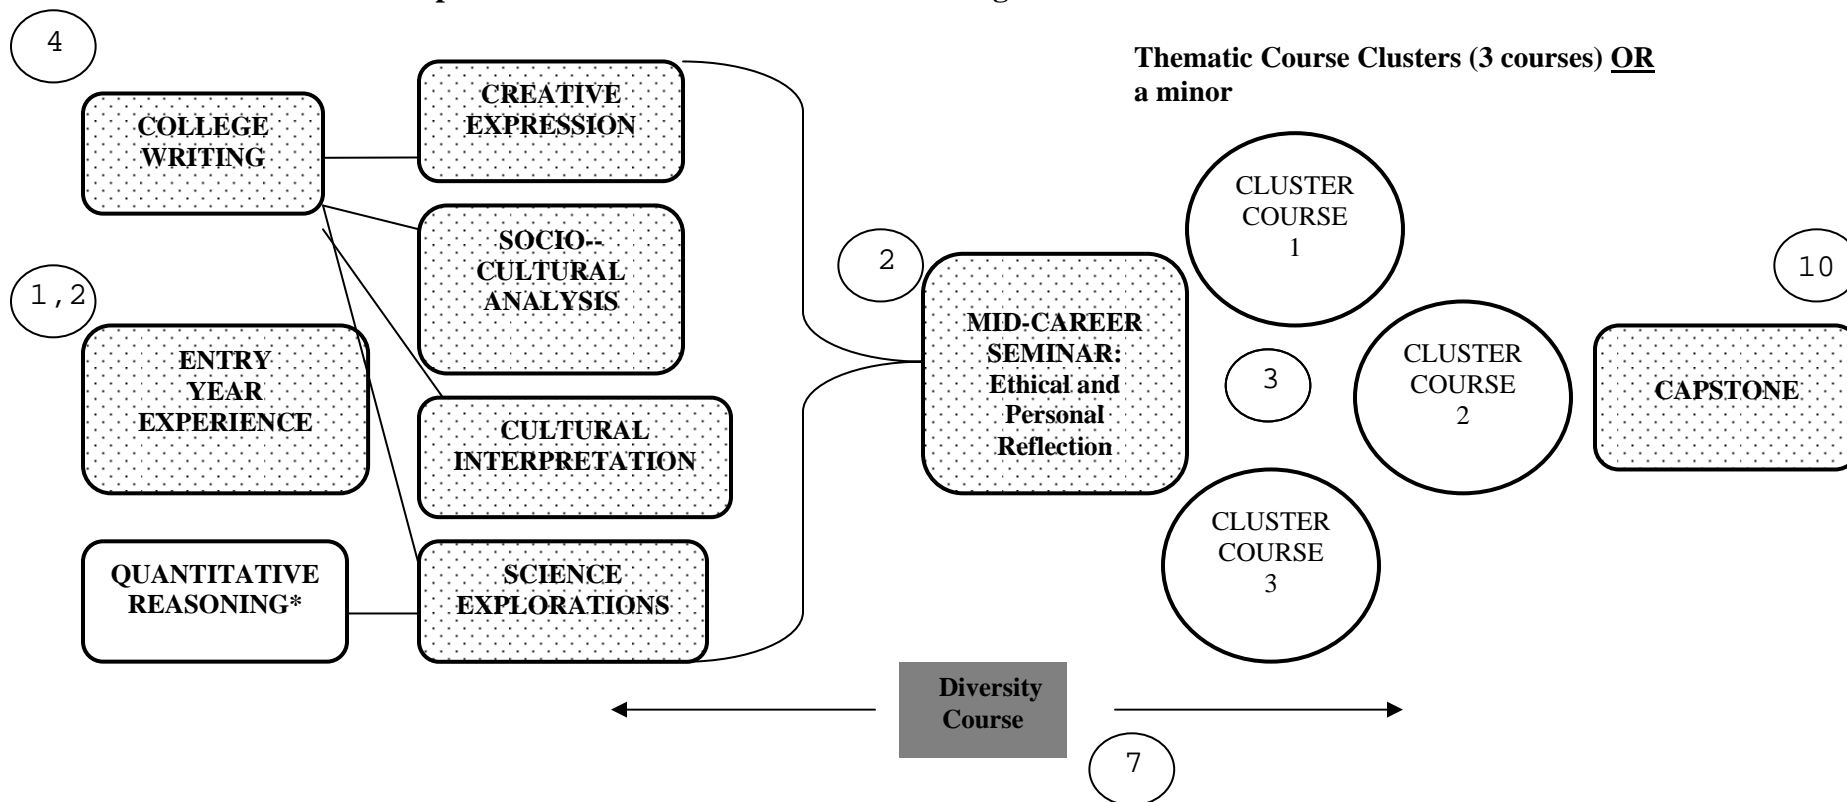 4
COLLEGE
WRITING
CREATIVE
EXPRESSION
Thematic Course Clusters (3 courses) OR
a minor
1,2
ENTRY
YEAR
EXPERIENCE
SOCIO--
CULTURAL
ANALYSIS
CULTURAL
INTERPRETATION
QUANTITATIVE
REASONING*
SCIENCE
EXPLORATIONS
2
MID-CAREER
SEMINAR:
Ethical and
Personal
Reflection
CLUSTER
COURSE
1
3
CLUSTER
COURSE
2
CLUSTER
COURSE
3
10
CAPSTONE
Diversity
Course
7